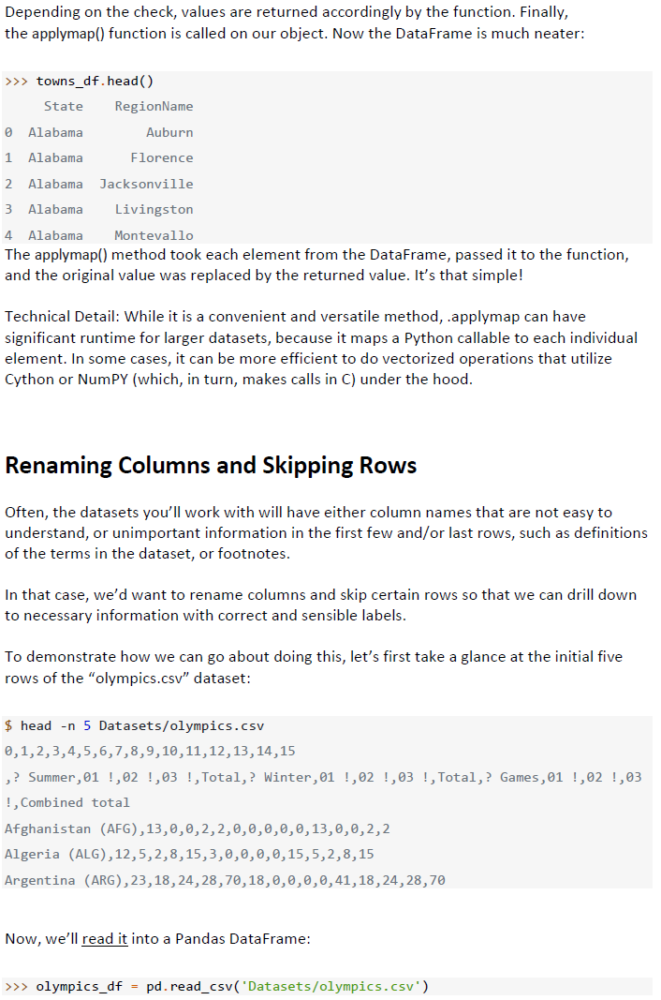 Depending on the check, values are returned accordingly by the function. Finally,
the applymap() function is called on our object. Now the DataFrame is much neater:
>>> towns_df.head()
     State    RegionName
0  Alabama        Auburn
1  Alabama      Florence
2  Alabama  Jacksonville
3  Alabama    Livingston
4  Alabama    Montevallo
The applymap() method took each element from the DataFrame, passed it to the function,
and the original value was replaced by the returned value. It’s that simple!
Technical Detail: While it is a convenient and versatile method, .applymap can have
significant runtime for larger datasets, because it maps a Python callable to each individual
element. In some cases, it can be more efficient to do vectorized operations that utilize
Cython or NumPY (which, in turn, makes calls in C) under the hood.
Renaming Columns and Skipping Rows
Often, the datasets you’ll work with will have either column names that are not easy to
understand, or unimportant information in the first few and/or last rows, such as definitions
of the terms in the dataset, or footnotes.
In that case, we’d want to rename columns and skip certain rows so that we can drill down
to necessary information with correct and sensible labels.
To demonstrate how we can go about doing this, let’s first take a glance at the initial five
rows of the “olympics.csv” dataset:
$ head -n 5 Datasets/olympics.csv
0,1,2,3,4,5,6,7,8,9,10,11,12,13,14,15
,? Summer,01 !,02 !,03 !,Total,? Winter,01 !,02 !,03 !,Total,? Games,01 !,02 !,03
!,Combined total
Afghanistan (AFG),13,0,0,2,2,0,0,0,0,0,13,0,0,2,2
Algeria (ALG),12,5,2,8,15,3,0,0,0,0,15,5,2,8,15
Argentina (ARG),23,18,24,28,70,18,0,0,0,0,41,18,24,28,70
Now, we’ll read it into a Pandas DataFrame:
>>> olympics_df = pd.read_csv('Datasets/olympics.csv')